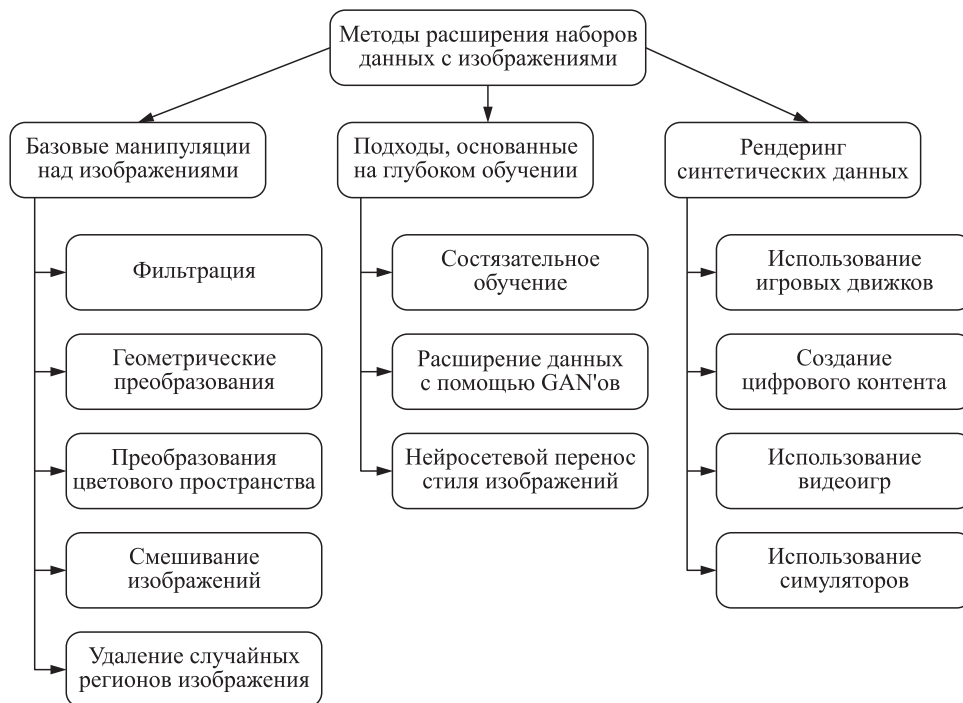 Методы расширения наборов
данных с изображениями
Базовые манипуляции
над изображениями
Фильтрация
Геометрические
преобразования
Преобразования
цветового пространства
Смешивание
изображений
Удаление случайных
регионов изображения
Подходы, основанные
на глубоком обучении
Состязательное
обучение
Расширение данных
с помощью GAN'ов
Нейросетевой перенос
стиля изображений
Рендеринг
синтетических данных
Использование
игровых движков
Создание
цифрового контента
Использование
видеоигр
Использование
симуляторов